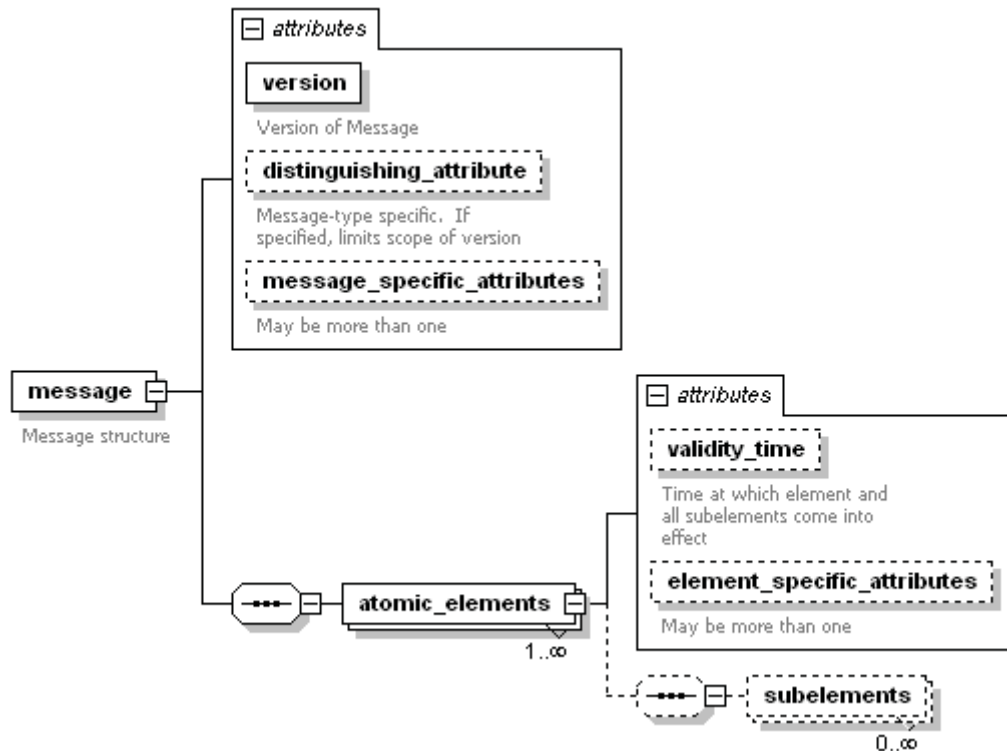 attributes
version
Version of Message
distinguishing_attribute
Message-type specific. If
specified, limits scope of version
message_specific_attributes
May be more than one
message
Message structure
attributes
validity_time
Time at which element and
all subelements come into
effect
element_specific_attributes
May be more than one
atomic_elements
1..∞
subelements
0..∞